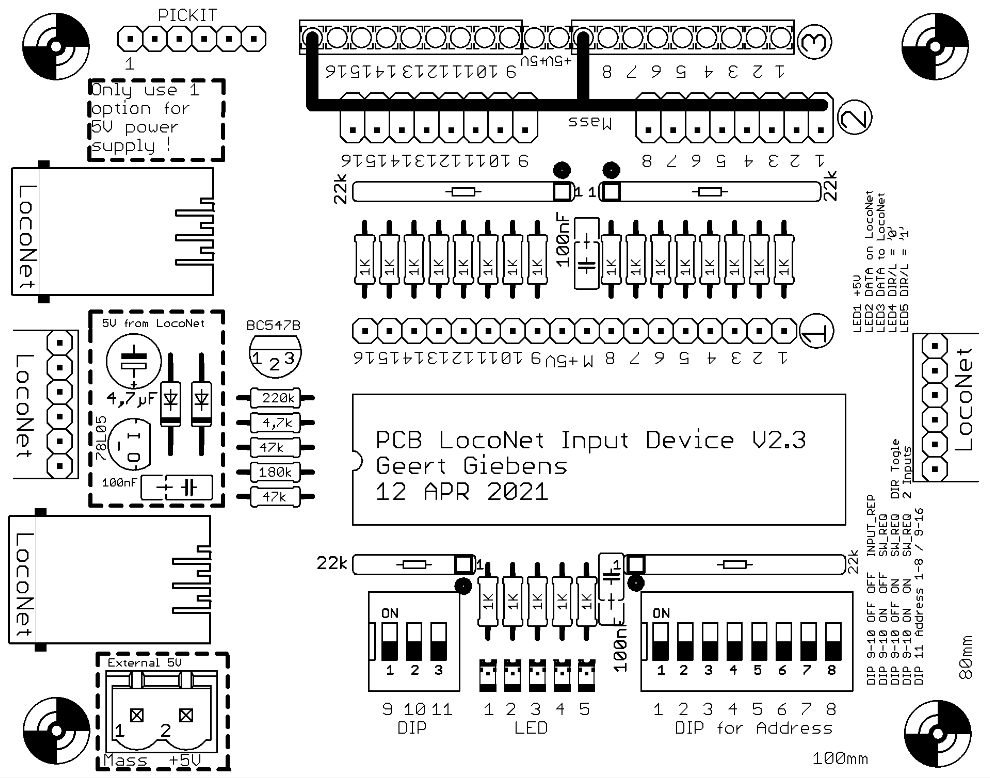 PICKIT
1
Only use 1
option for
5V power
supply !
+5V +5V
16 15 14 13 12 11 10 9
8 7 6 5 4 3 2 1
3
Mass
2
16 15 14 13 12 11 10 9
8 7 6 5 4 3 2 1
22k
1
1
22k
LocoNet
100nF
1K 1K 1K 1K 1K 1K 1K 1K
1K 1K 1K 1K 1K 1K 1K 1K
LED1 +5V
LED2 DATA on LocoNet
LED3 DATA to LocoNet
LED4 DIR/L = '0'
LED5 DIR/L = '1'
16 15 14 13 12 11 10 9 +5V M 8 7 6 5 4 3 2 1
1
LocoNet
5V from LocoNet
4,7µF
78L05
I
O
100nF
BC547B
1 2 3
220k
4,7k
47k
180k
47k
PCB LocoNet Input Device V2.3
Geert Giebens
12 APR 2021
LocoNet
LocoNet
22k
1
1K 1K 1K 1K 1K
1
22k
100nF
ON
1 2 3
9 10 11
DIP
1 2 3 4 5
LED
ON
1 2 3 4 5 6 7 8
1 2 3 4 5 6 7 8
DIP for Address
DIP 9-10 OFF OFF INPUT_REP
DIP 9-10 ON OFF SW_REQ DIR Togle
DIP 9-10 OFF ON SW_REQ 2 Inputs
DIP 9-10 ON ON SW_REQ
DIP 11 Address 1-8 / 9-16
80mm
100mm
External 5V
1 2
Mass +5V